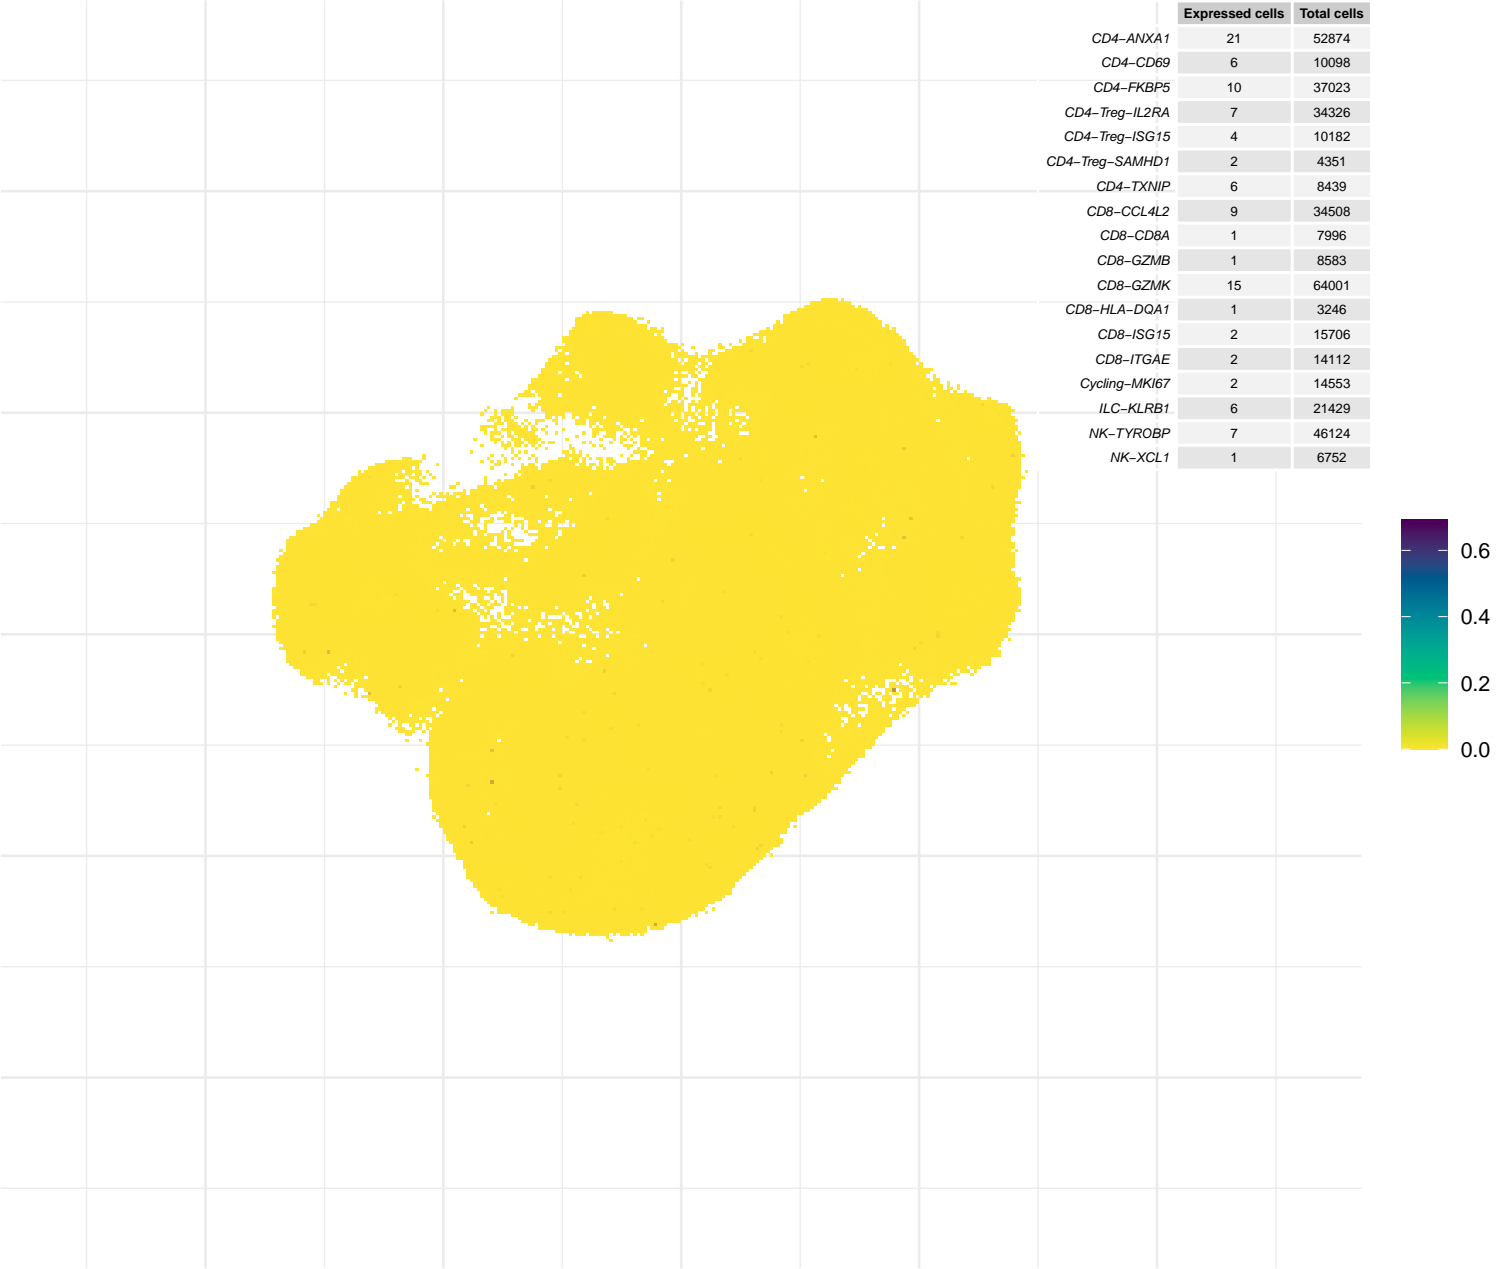 Expressed cells Total cells
CD4−ANXA1 21 52874
CD4−CD69 6 10098
CD4−FKBP5 10 37023
CD4−Treg−IL2RA 7 34326
CD4−Treg−ISG15 4 10182
CD4−Treg−SAMHD1 2 4351
CD4−TXNIP 6 8439
CD8−CCL4L2 9 34508
CD8−CD8A 1 7996
CD8−GZMB 1 8583
CD8−GZMK 15 64001
CD8−HLA−DQA1 1 3246
CD8−ISG15 2 15706
CD8−ITGAE 2 14112
Cycling−MKI67 2 14553
ILC−KLRB1 6 21429
NK−TYROBP 7 46124
NK−XCL1 1 6752
0.6
0.4
0.2
0.0